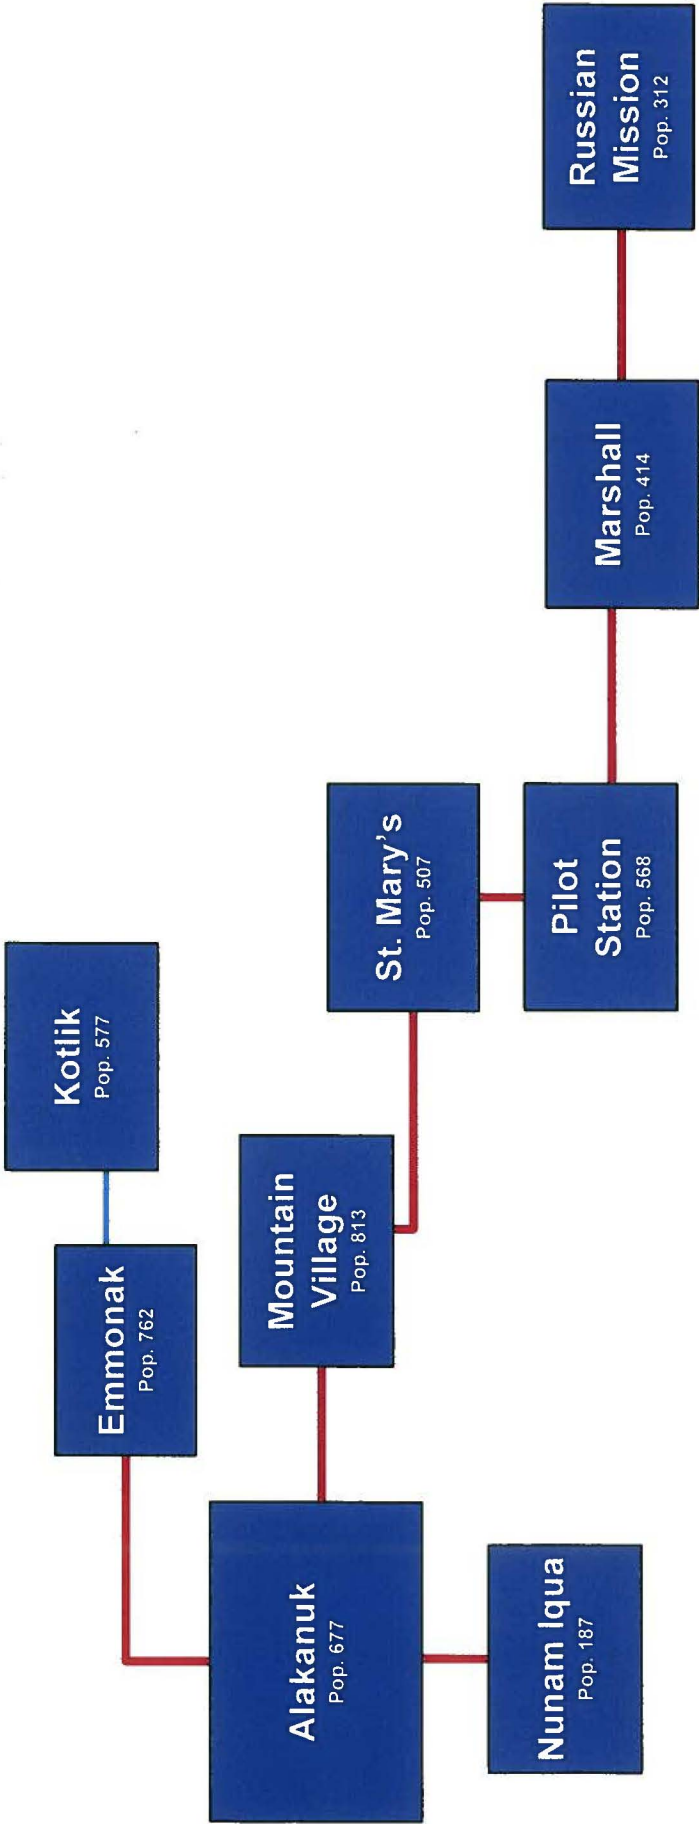 Kotlik
Pop. 577
Emmonak
Pop. 762
Mountain
Village
Pop. 813
Alakanuk
Pop. 677
Nunam Iqua
Pop. 187
St. Mary's
Pop. 507
Pilot
Station
Pop. 568
Marshall
Pop. 414
Russian
Mission
Pop. 312